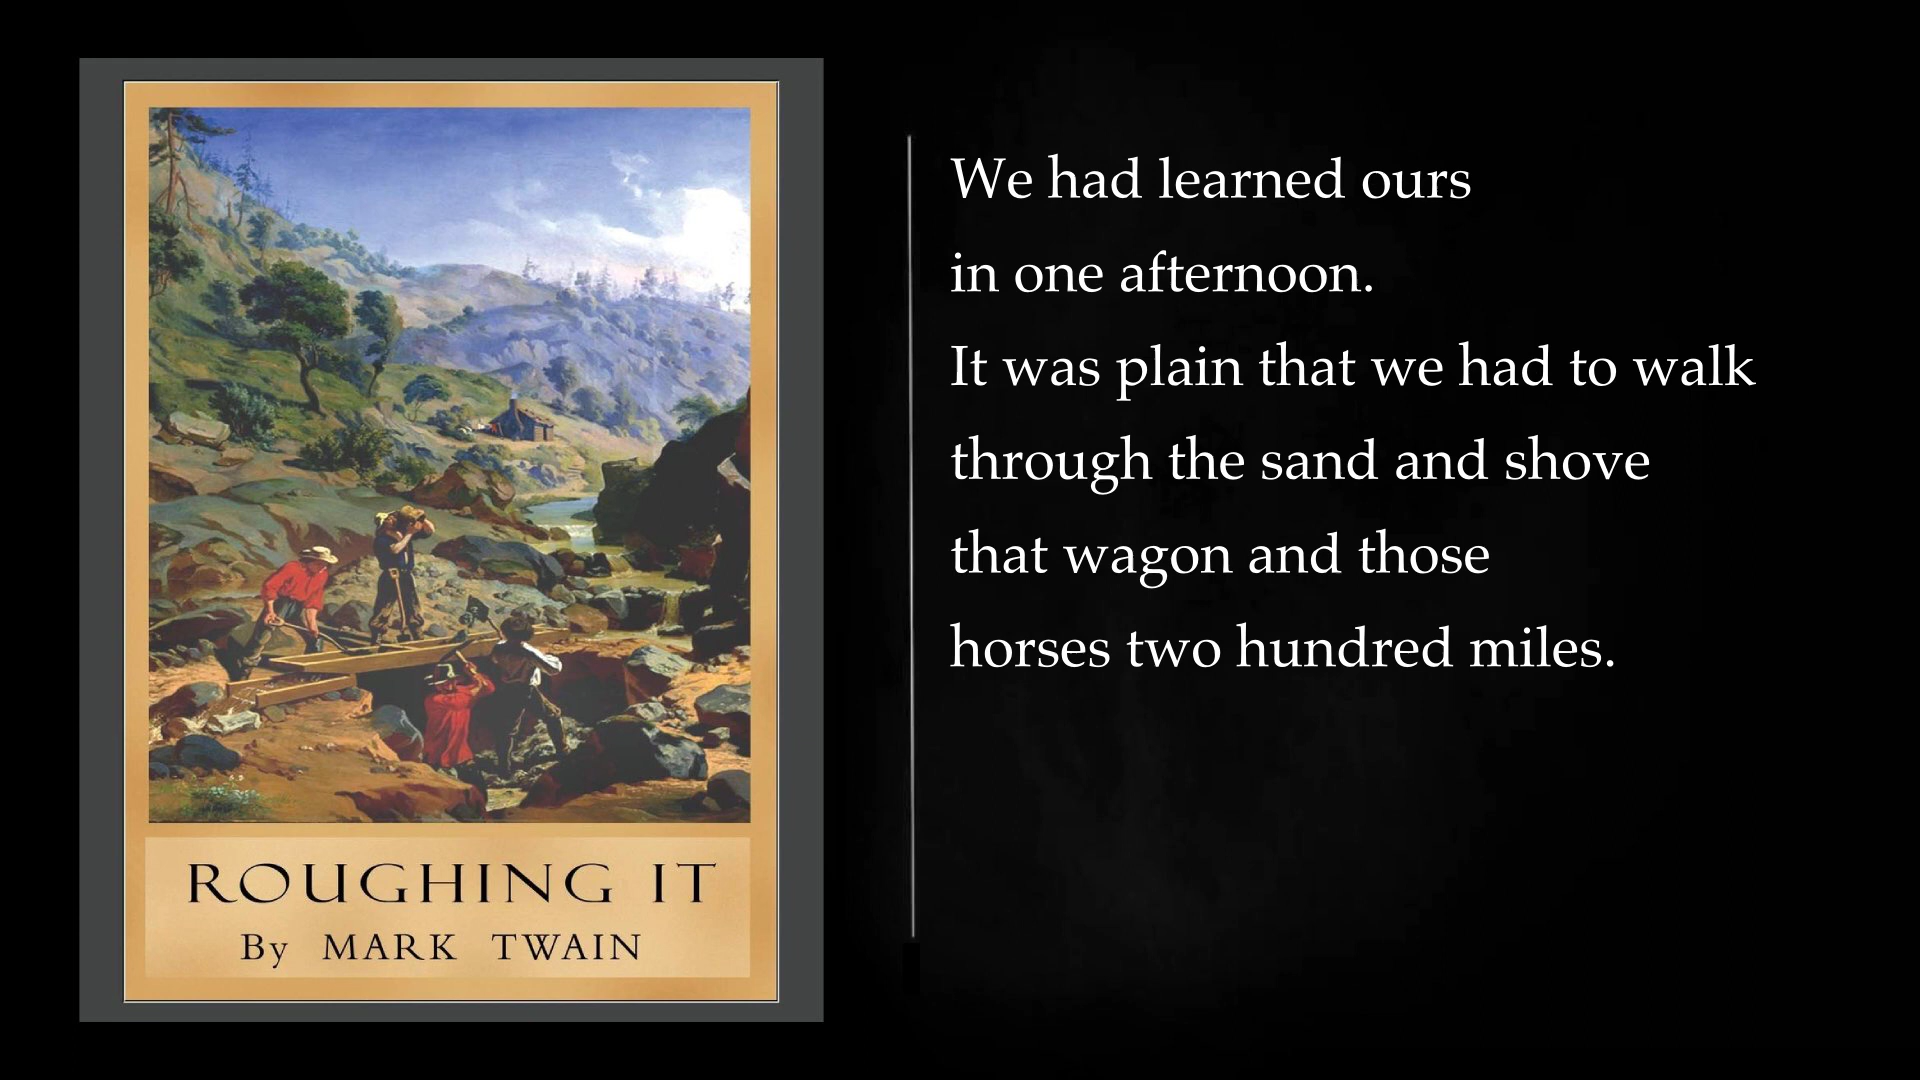 We had learned ours
in one afternoon.
It was plain that we had to walk
through the sand and shove
that wagon and those
horses two hundred miles.
ROUGHING IT
By MARK TWAIN